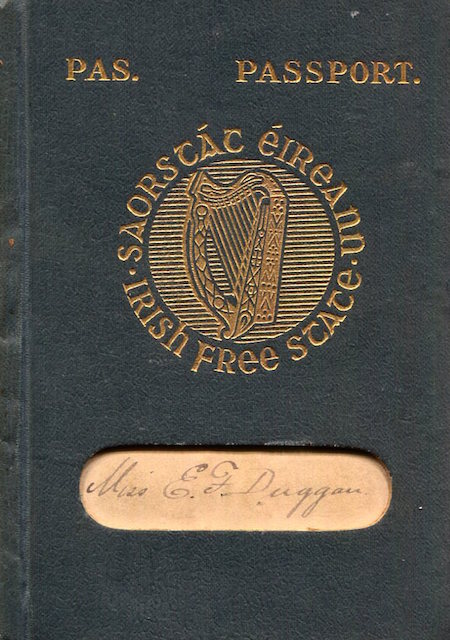 PAS. PASSPORT.
SAORSTÁT ÉIREANN
IRISH FREE STATE
Miss E. F. Duggan